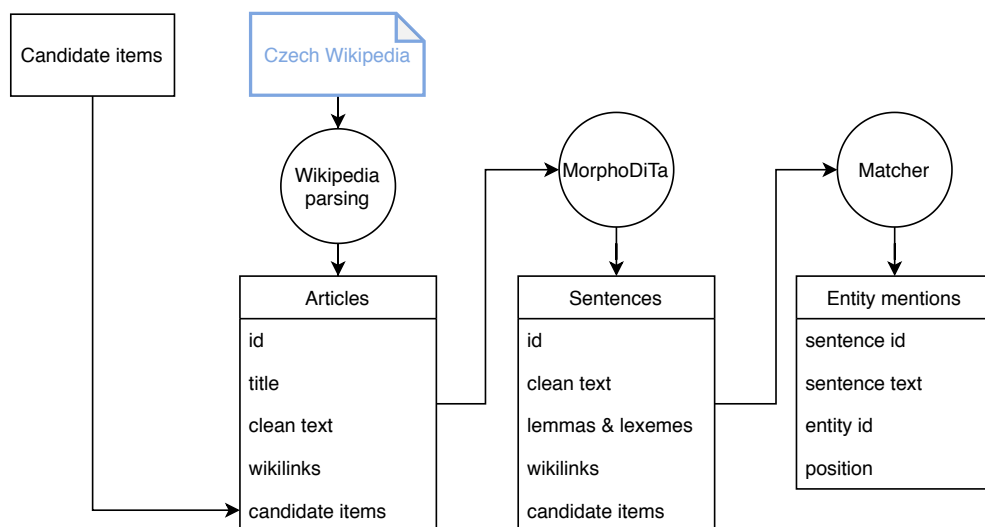 Candidate items
Czech Wikipedia
Wikipedia
parsing
MorphoDiTa
Matcher
Articles
id
title
clean text
wikilinks
candidate items
Sentences
id
clean text
lemmas & lexemes
wikilinks
candidate items
Entity mentions
sentence id
sentence text
entity id
position